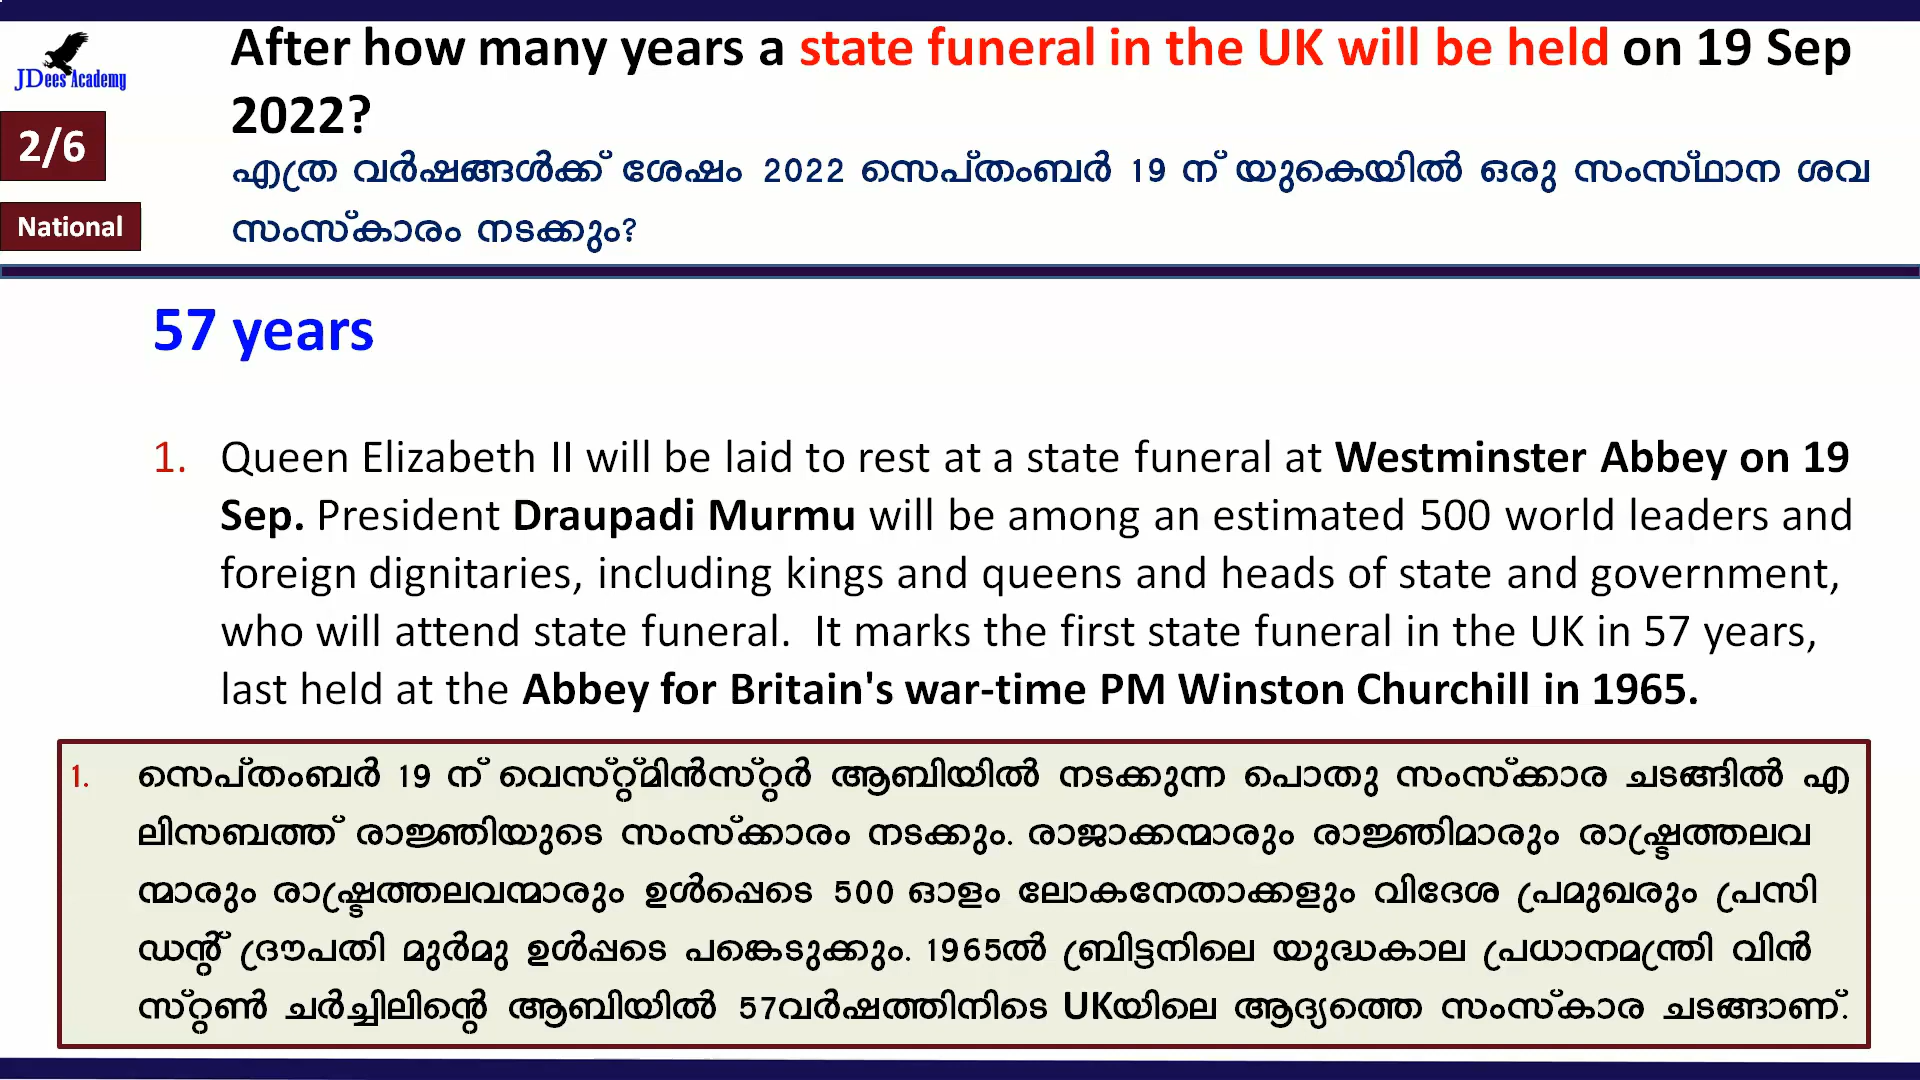 After how many years a state funeral in the UK will be held on 19 Sep
2022?
എത്ര വർഷങ്ങൾക്ക് ശേഷം 2022 സെപ്തംബർ 19 ന് യുകെയിൽ ഒരു സംസ്ഥാന ശവ
സംസ്കാരം നടക്കും?
JDees Academy
2/6
National
57 years
1. Queen Elizabeth II will be laid to rest at a state funeral at Westminster Abbey on 19
Sep. President Draupadi Murmu will be among an estimated 500 world leaders and
foreign dignitaries, including kings and queens and heads of state and government,
who will attend state funeral. It marks the first state funeral in the UK in 57 years,
last held at the Abbey for Britain's war-time PM Winston Churchill in 1965.
1. സെപ്തംബർ 19 ന് വെസ്റ്റ്മിൻസ്റ്റർ ആബിയിൽ നടക്കുന്ന പൊതു സംസ്ക്കാര ചടങ്ങിൽ എ
ലിസബത്ത് രാജ്ഞിയുടെ സംസ്ക്കാരം നടക്കും. രാജാക്കന്മാരും രാജ്ഞിമാരും രാഷ്ട്രത്തലവ
ന്മാരും രാഷ്ട്രത്തലവന്മാരും ഉൾപ്പെടെ 500 ഓളം ലോകനേതാക്കളും വിദേശ പ്രമുഖരും പ്രസി
ഡന്റ് ദ്രൗപതി മുർമു ഉൾപ്പടെ പങ്കെടുക്കും. 1965ൽ ബ്രിട്ടനിലെ യുദ്ധകാല പ്രധാനമന്ത്രി വിൻ
സ്റ്റൺ ചർച്ചിലിന്റെ ആബിയിൽ 57വർഷത്തിനിടെ UKയിലെ ആദ്യത്തെ സംസ്കാര ചടങ്ങാണ്.